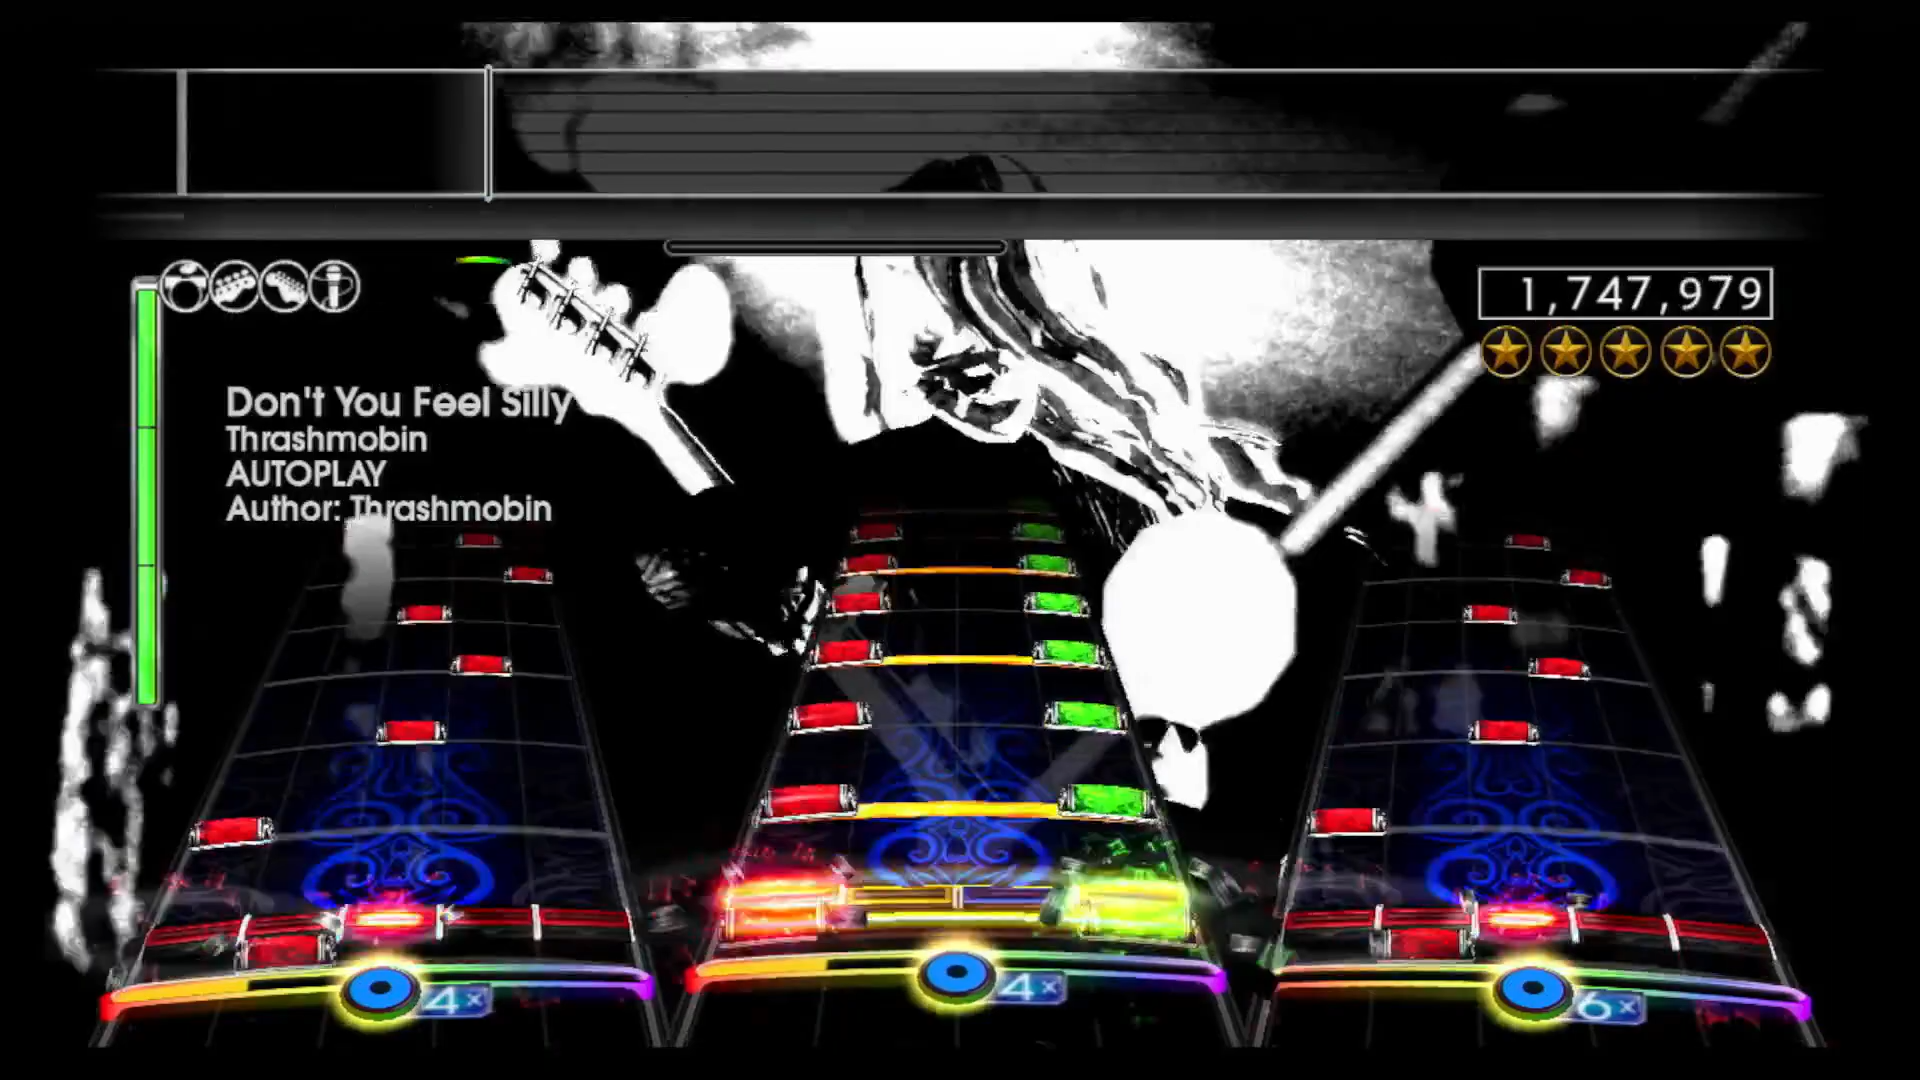 1,747,979
Don't You Feel Silly
Thrashmobin
AUTOPLAY
Author: Thrashmobin
4x
4x
6x